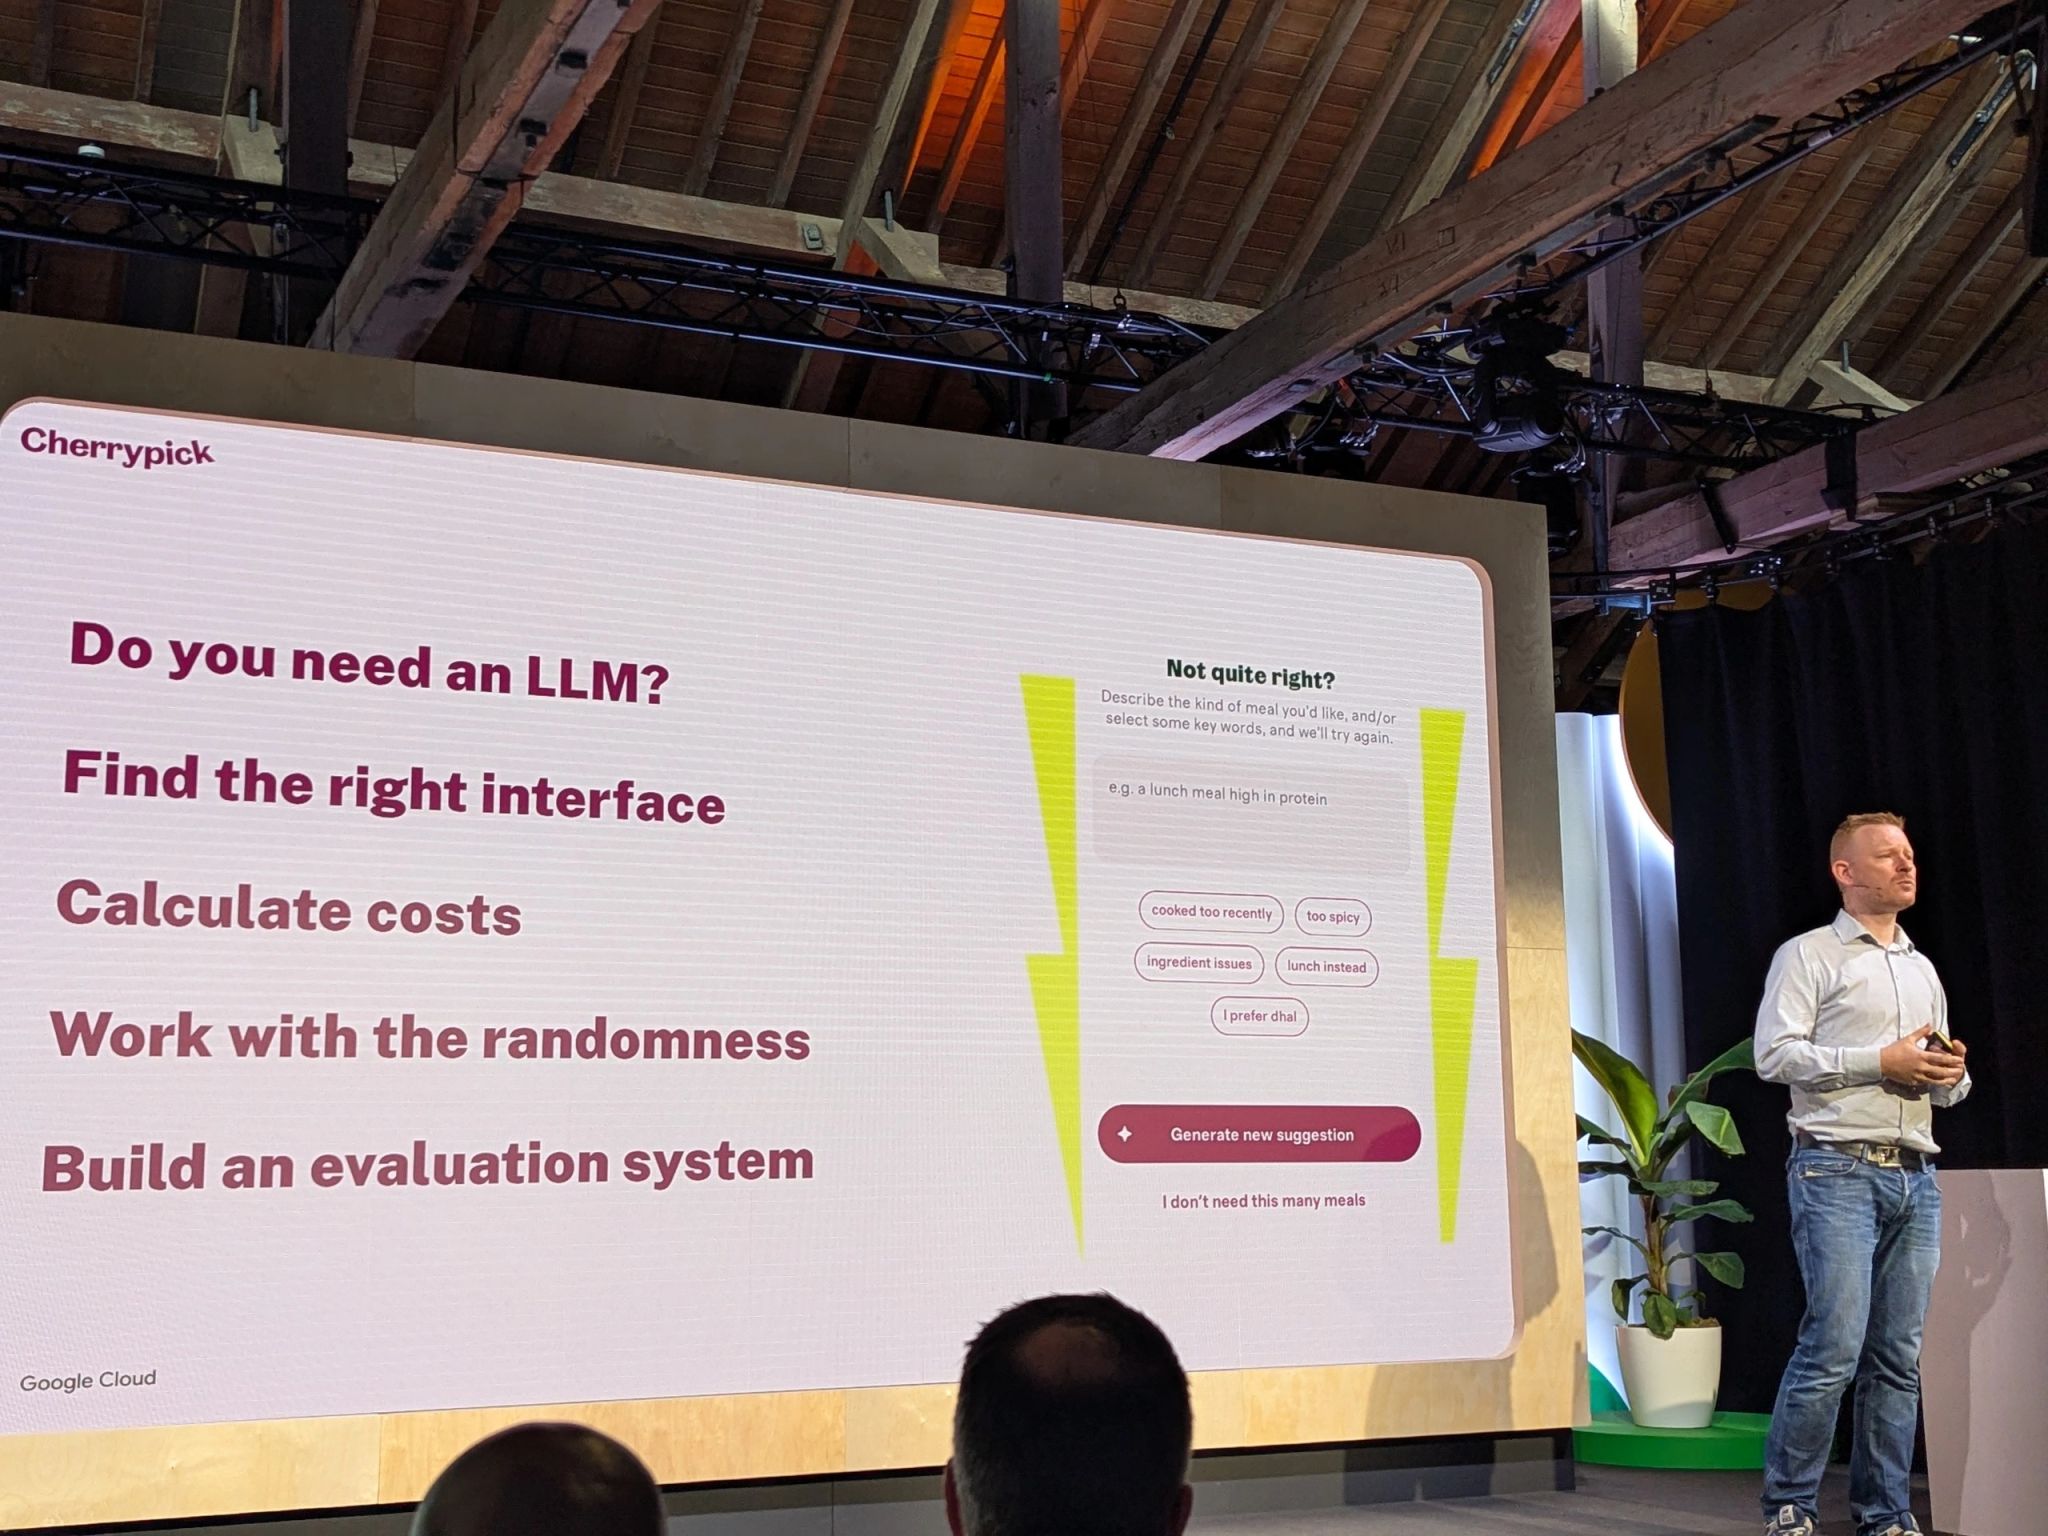 Cherrypick
Do you need an LLM?
Find the right interface
Calculate costs
Work with the randomness
Build an evaluation system
Not quite right?
Describe the kind of meal you'd like, and/or
select some key words, and we'll try again.
e.g. a lunch meal high in protein
cooked too recently
too spicy
ingredient issues
lunch instead
I prefer dhal
Generate new suggestion
I don't need this many meals
Google Cloud